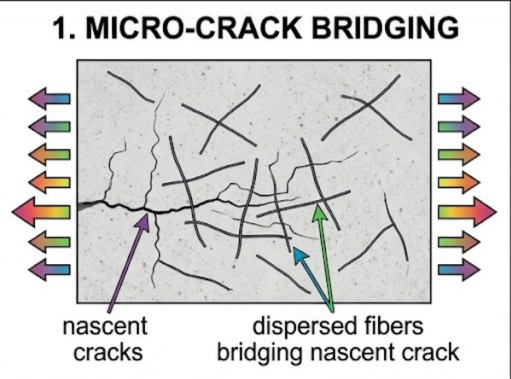 1. MICRO-CRACK BRIDGING
nascent
cracks
dispersed fibers
bridging nascent crack